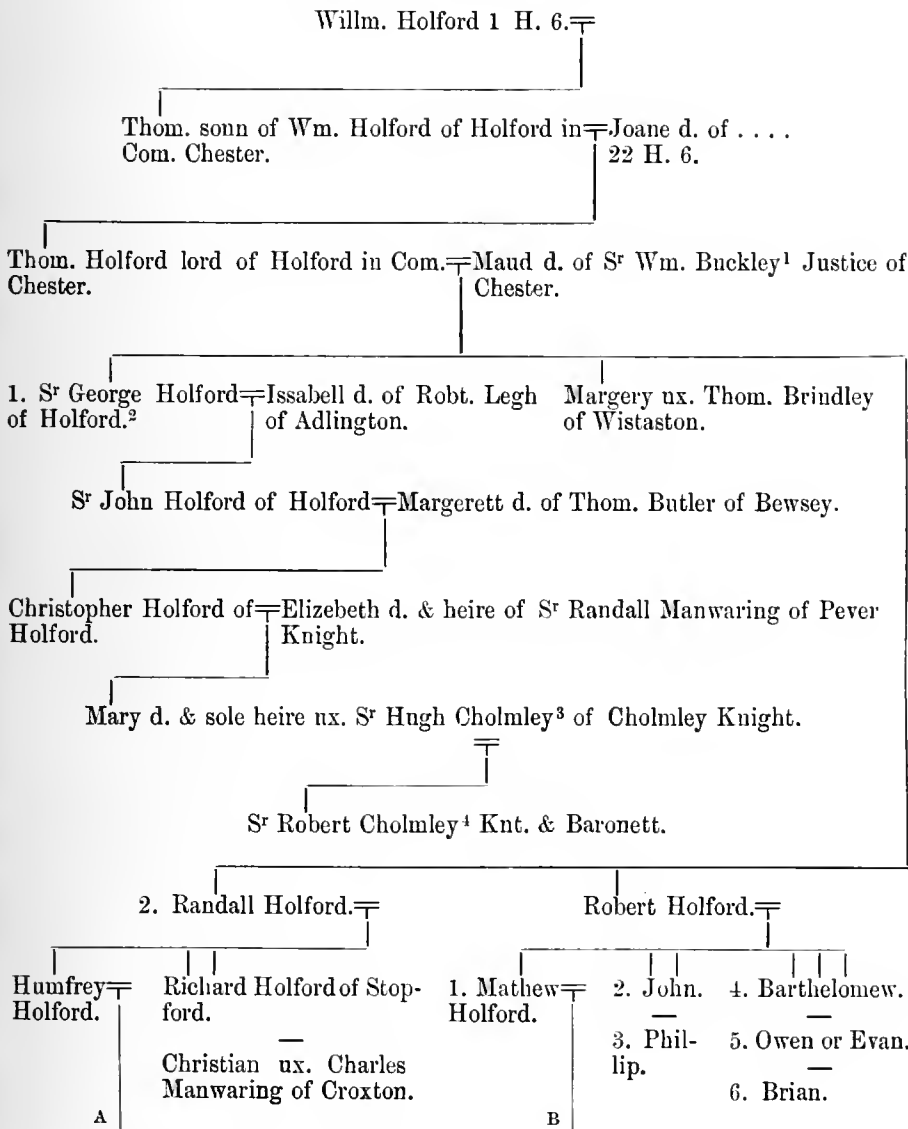 Willm. Holford 1 H. 6.
Thom. sonn of Wm. Holford of Holford in
Com. Chester.
Joane d. of . . . .
22 H. 6.
Thom. Holford lord of Holford in Com.
Chester.
Maud d. of Sʳ Wm. Buckley¹ Justice of
Chester.
1. Sʳ George Holford
of Holford.²
Issabell d. of Robt. Legh
of Adlington.
Margery ux. Thom. Brindley
of Wistaston.
Sʳ John Holford of Holford
Margerett d. of Thom. Butler of Bewsey.
Christopher Holford of
Holford.
Elizebeth d. & heire of Sʳ Randall Manwaring of Pever
Knight.
Mary d. & sole heire ux. Sʳ Hugh Cholmley³ of Cholmley Knight.
Sʳ Robert Cholmley⁴ Knt. & Baronett.
2. Randall Holford.
Robert Holford.
Humfrey
Holford.
Richard Holford of Stop-
ford.
—
Christian ux. Charles
Manwaring of Croxton.
1. Mathew
Holford.
2. John.
—
3. Phil-
lip.
4. Barthelomew.
—
5. Owen or Evan.
—
6. Brian.
A
B